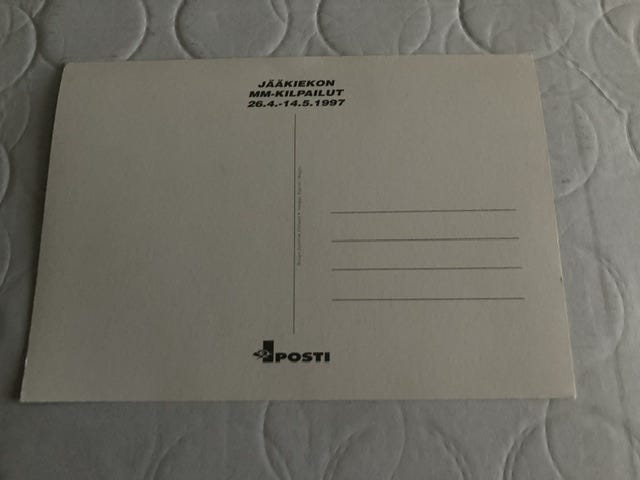 JÄÄKIEKON
MM-KILPAILUT
26.4.-14.5.1997
POSTI